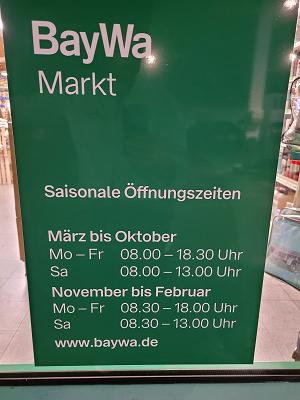 BayWa
Markt
Saisonale Öffnungszeiten
März bis Oktober
Mo – Fr 08.00 – 18.30 Uhr
Sa 08.00 – 13.00 Uhr
November bis Februar
Mo – Fr 08.30 – 18.00 Uhr
Sa 08.30 – 13.00 Uhr
www.baywa.de